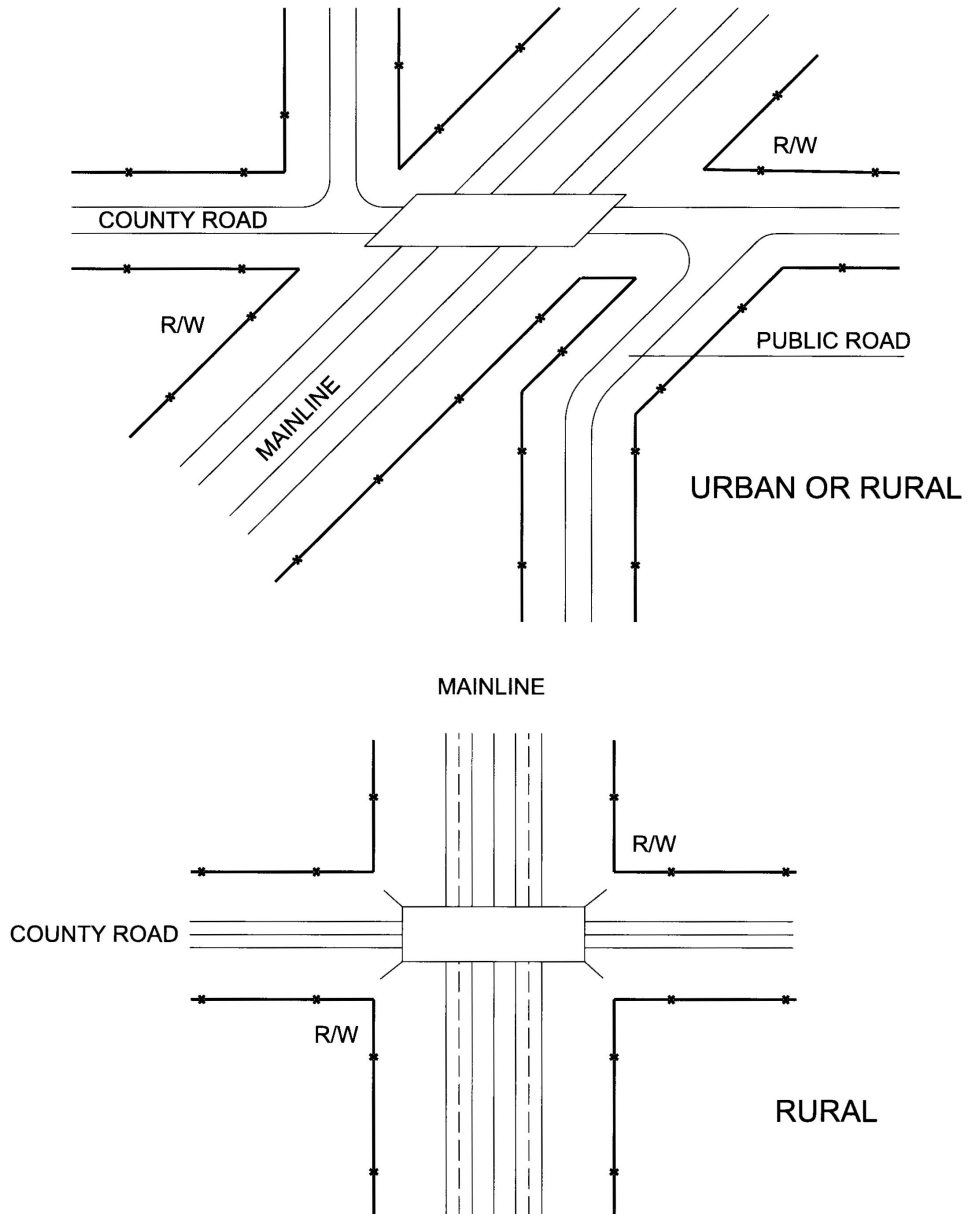 R/W
COUNTY ROAD
R/W
PUBLIC ROAD
MAINLINE
URBAN OR RURAL
MAINLINE
R/W
COUNTY ROAD
R/W
RURAL